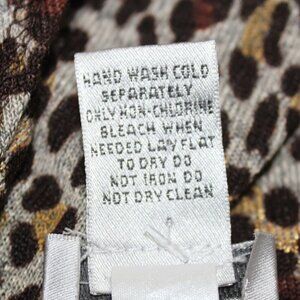 HAND WASH COLD
SEPARATELY
ONLY NON-CHLORINE
BLEACH WHEN
NEEDED LAY FLAT
TO DRY DO
NOT IRON DO
NOT DRY CLEAN